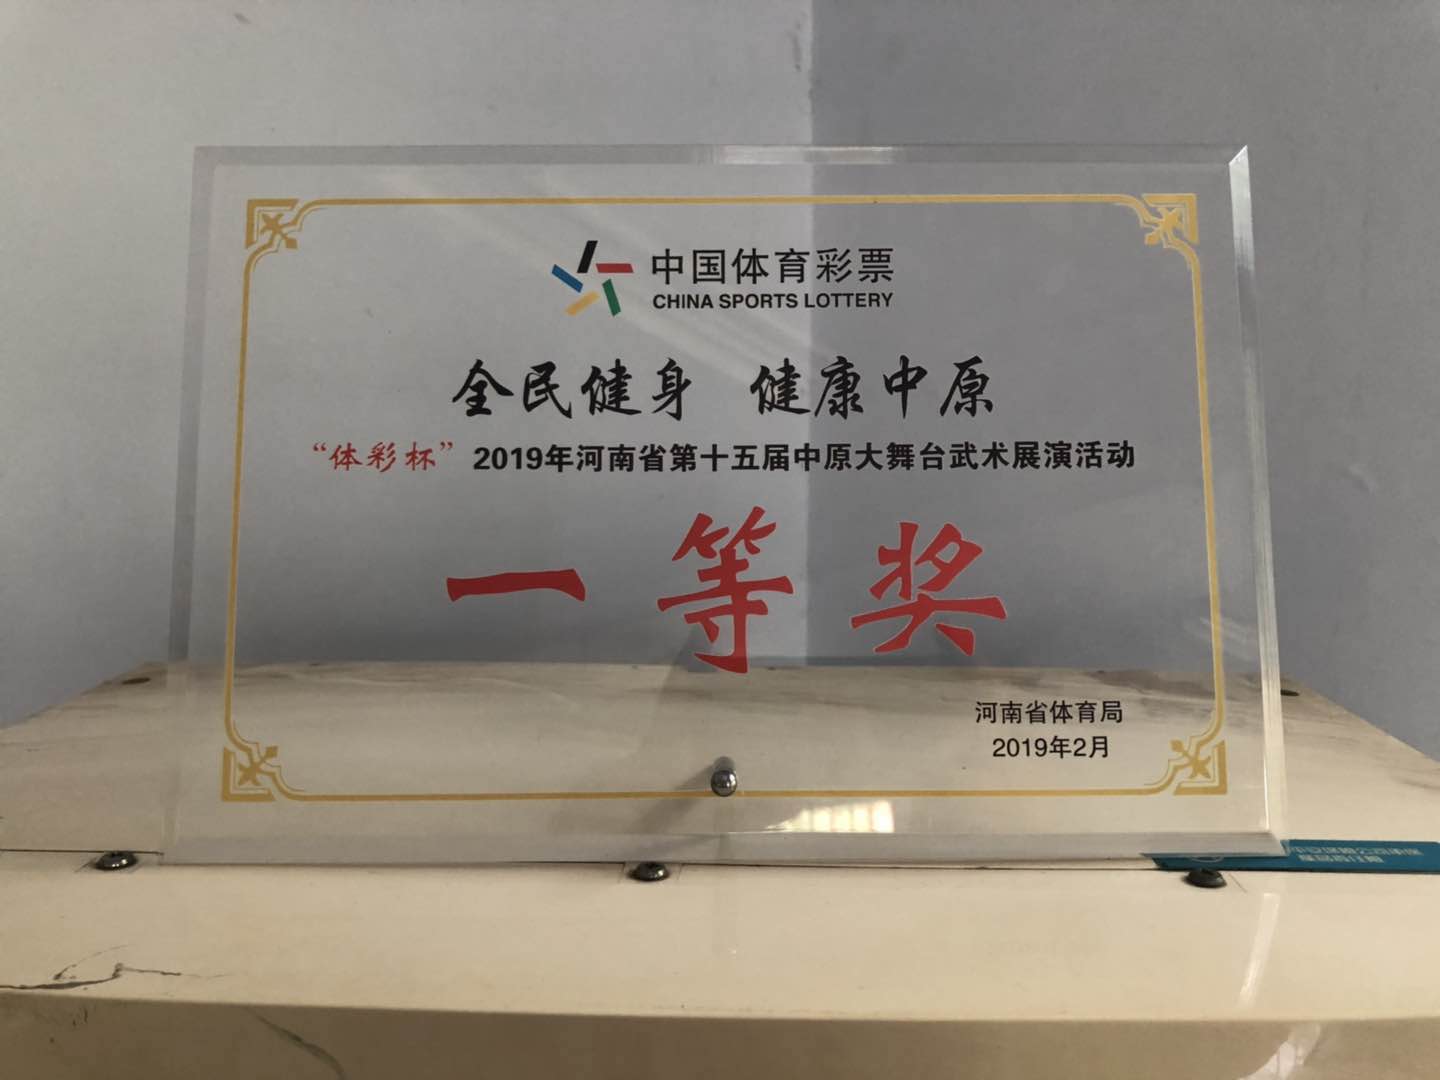 中国体育彩票
CHINA SPORTS LOTTERY
全民健身 健康中原
“体彩杯”2019年河南省第十五届中原大舞台武术展演活动
一等奖
河南省体育局
2019年2月